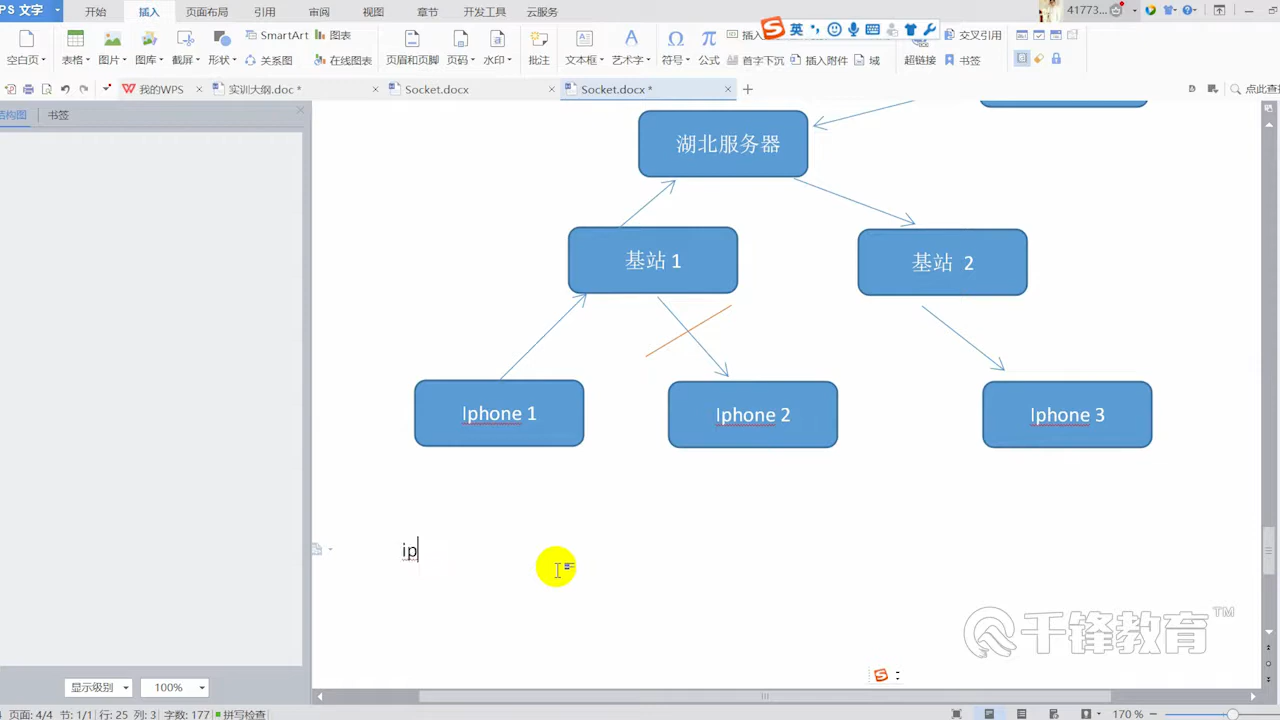 PS 文字
开始
插入
页面布局
引用
审阅
视图
章节
开发工具
云服务
41773...
空白页
表格
图片
图库
截屏
形状
SmartArt
图表
关系图
在线图表
页眉和页脚
页码
水印
批注
文本框
艺术字
符号
公式
插入
首字下沉
插入附件
域
英
超链接
交叉引用
书签
我的WPS
实训大纲.doc *
Socket.docx
Socket.docx *
点此查
结构图
书签
湖北服务器
基站 1
基站 2
Iphone 1
Iphone 2
Iphone 3
ip
千锋教育 TM
显示级别
100%
页面: 4/4 节: 1/1 行: 25 列: 3 字数: 177 拼写检查
170 %